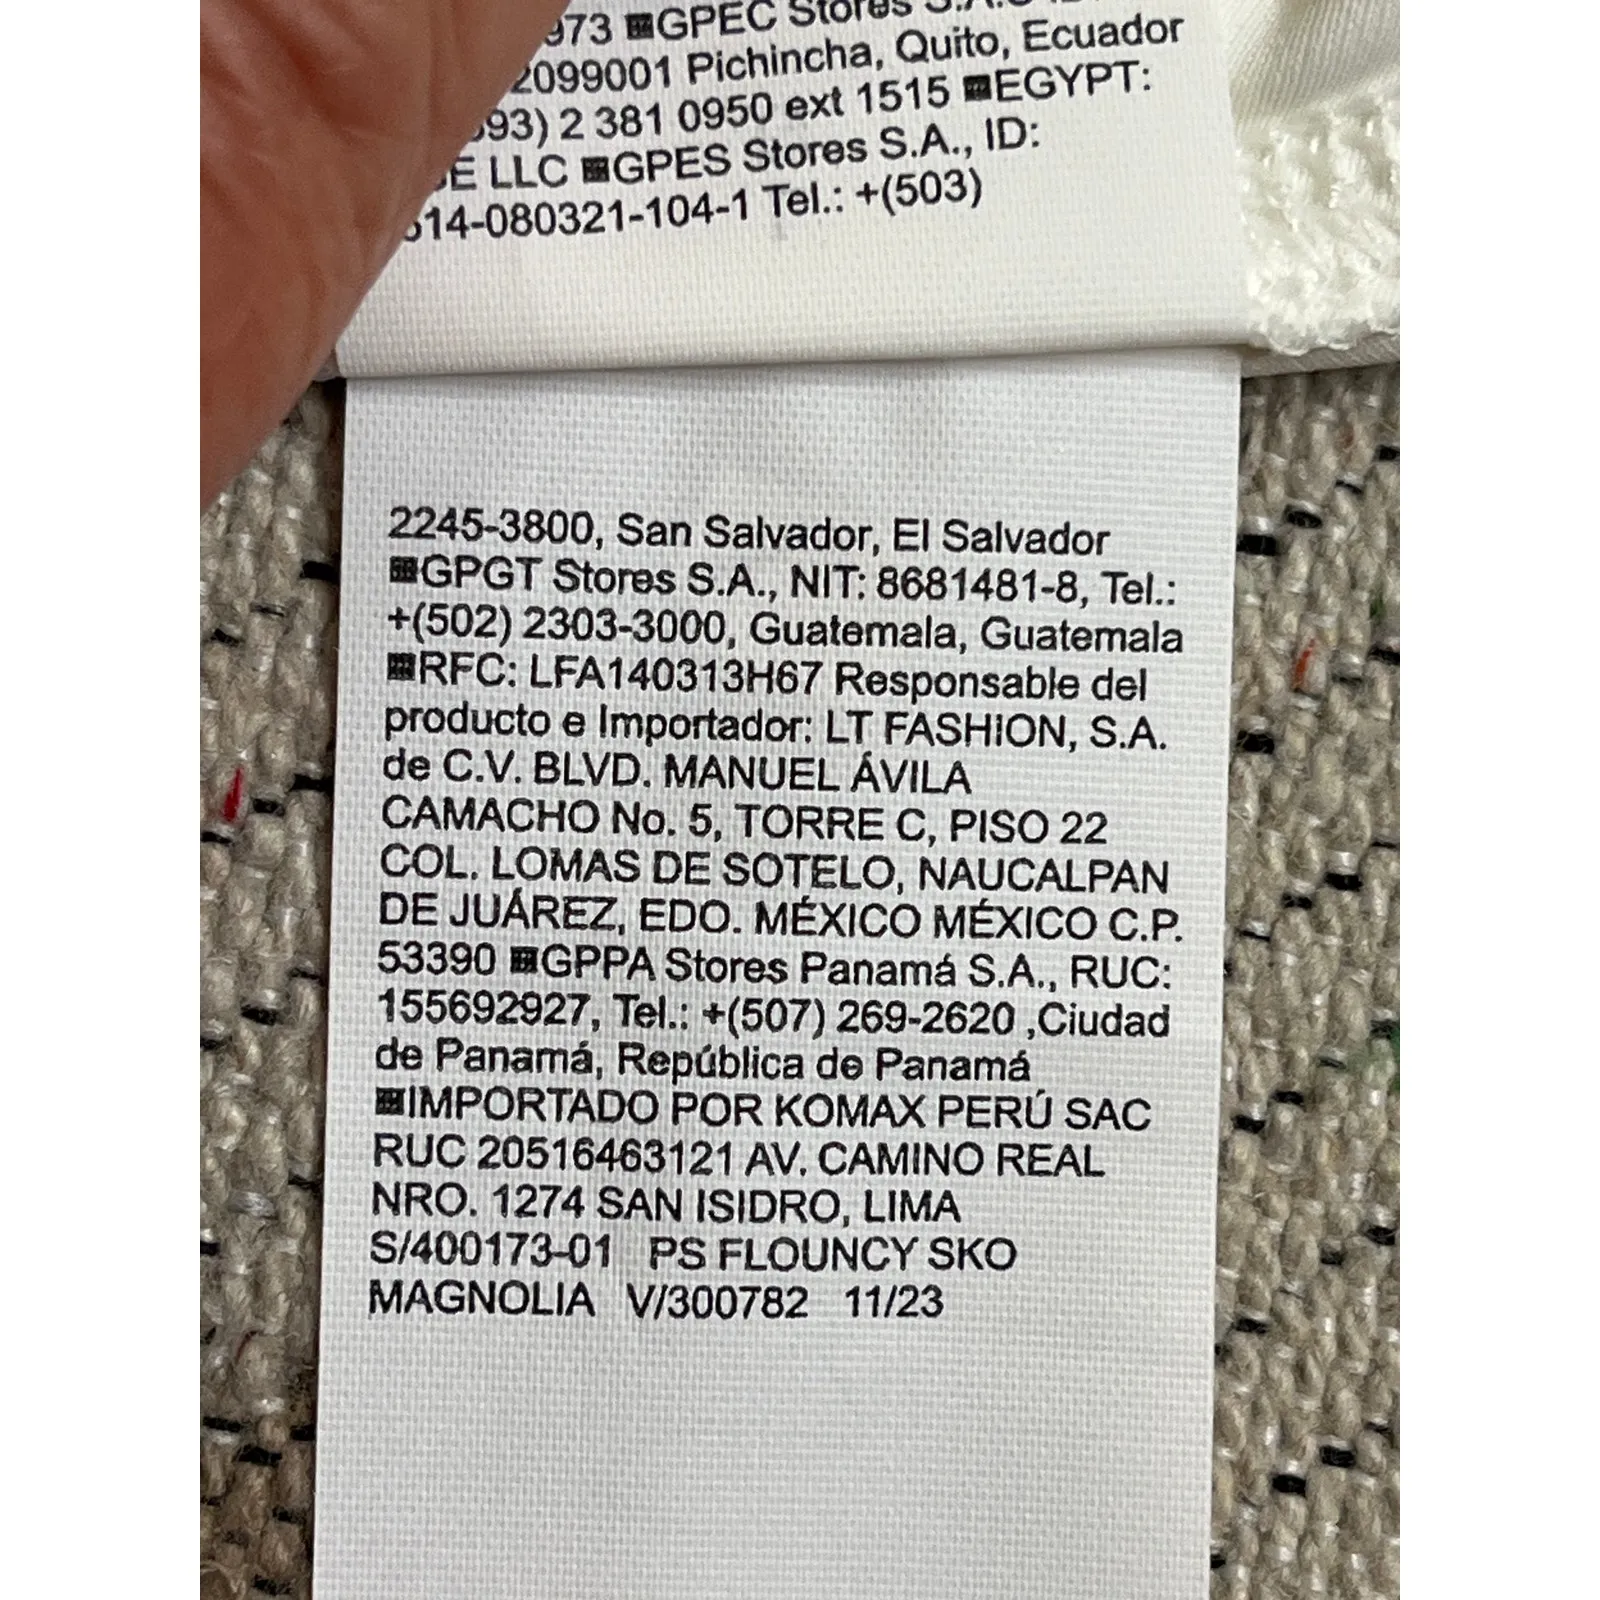 973 GPEC Stores
2099001 Pichincha, Quito, Ecuador
593) 2 381 0950 ext 1515 EGYPT:
LLC GPES Stores S.A., ID:
614-080321-104-1 Tel.: +(503)
2245-3800, San Salvador, El Salvador
GPGT Stores S.A., NIT: 8681481-8, Tel.:
+(502) 2303-3000, Guatemala, Guatemala
RFC: LFA140313H67 Responsable del
producto e Importador: LT FASHION, S.A.
de C.V. BLVD. MANUEL ÁVILA
CAMACHO No. 5, TORRE C, PISO 22
COL. LOMAS DE SOTELO, NAUCALPAN
DE JUÁREZ, EDO. MÉXICO MÉXICO C.P.
53390 GPPA Stores Panamá S.A., RUC:
155692927, Tel.: +(507) 269-2620 ,Ciudad
de Panamá, República de Panamá
IMPORTADO POR KOMAX PERÚ SAC
RUC 20516463121 AV. CAMINO REAL
NRO. 1274 SAN ISIDRO, LIMA
S/400173-01 PS FLOUNCY SKO
MAGNOLIA V/300782 11/23